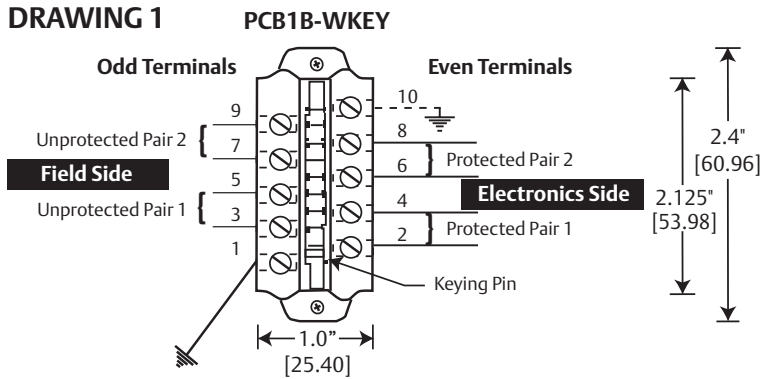 DRAWING 1
PCB1B-WKEY
Odd Terminals
Even Terminals
9
7
5
3
1
10
8
6
4
2
Unprotected Pair 2 {
Field Side
Unprotected Pair 1 {
} Protected Pair 2
Electronics Side
} Protected Pair 1
Keying Pin
2.4"
[60.96]
2.125"
[53.98]
1.0”
[25.40]